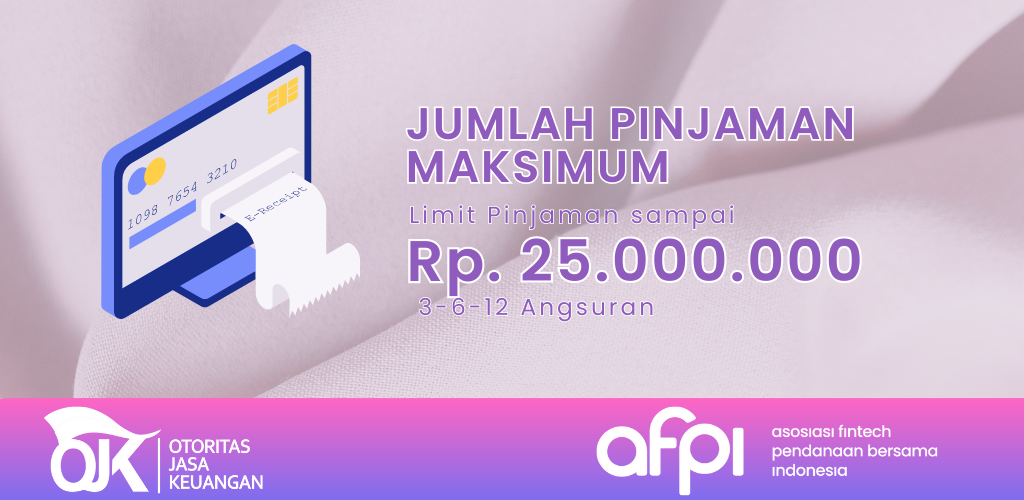 JUMLAH PINJAMAN
MAKSIMUM
Limit Pinjaman sampai
Rp. 25.000.000
3-6-12 Angsuran
1098 7654 3210
E-Receipt
OJK
OTORITAS
JASA
KEUANGAN
afpi
asosiasi fintech
pendanaan bersama
indonesia